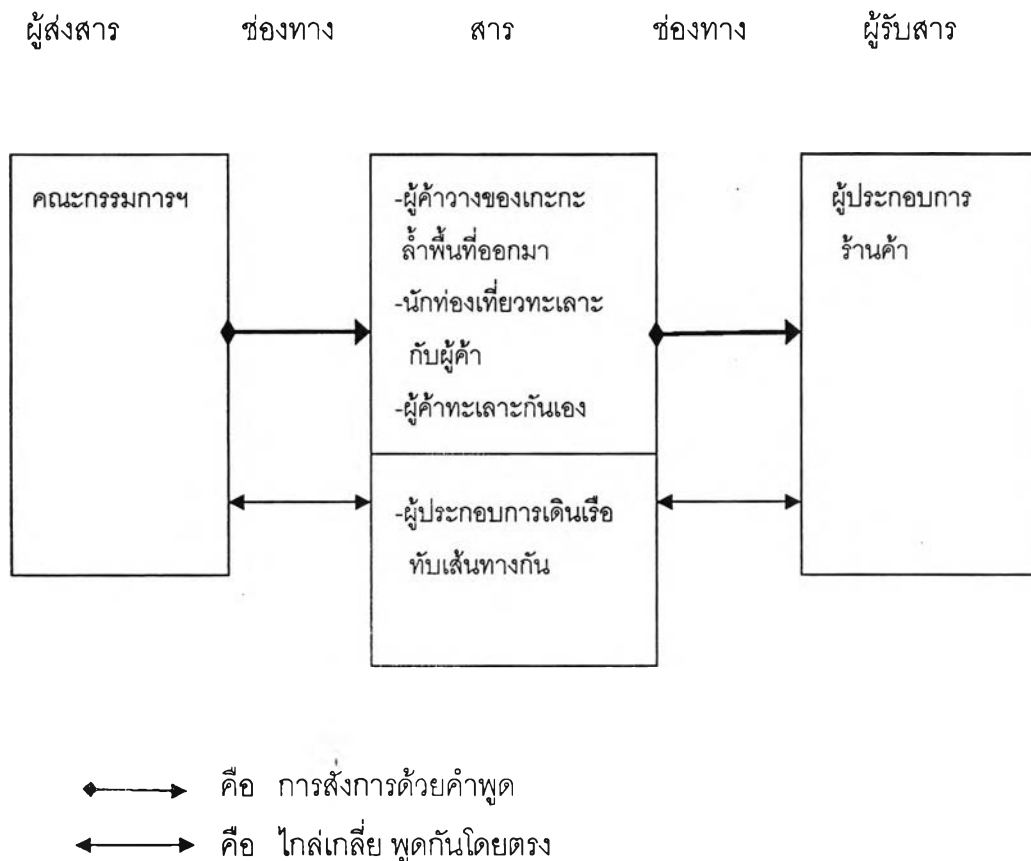 ผู้ส่งสาร ช่องทาง สาร ช่องทาง ผู้รับสาร
คณะกรรมการฯ
-ผู้ค้าวางของเกะกะ
ล้ำพื้นที่ออกมา
-นักท่องเที่ยวทะเลาะ
กับผู้ค้า
-ผู้ค้าทะเลาะกันเอง
-ผู้ประกอบการเดินเรือ
ทับเส้นทางกัน
ผู้ประกอบการ
ร้านค้า
คือ การสั่งการด้วยคำพูด
คือ ไกล่เกลี่ย พูดกันโดยตรง